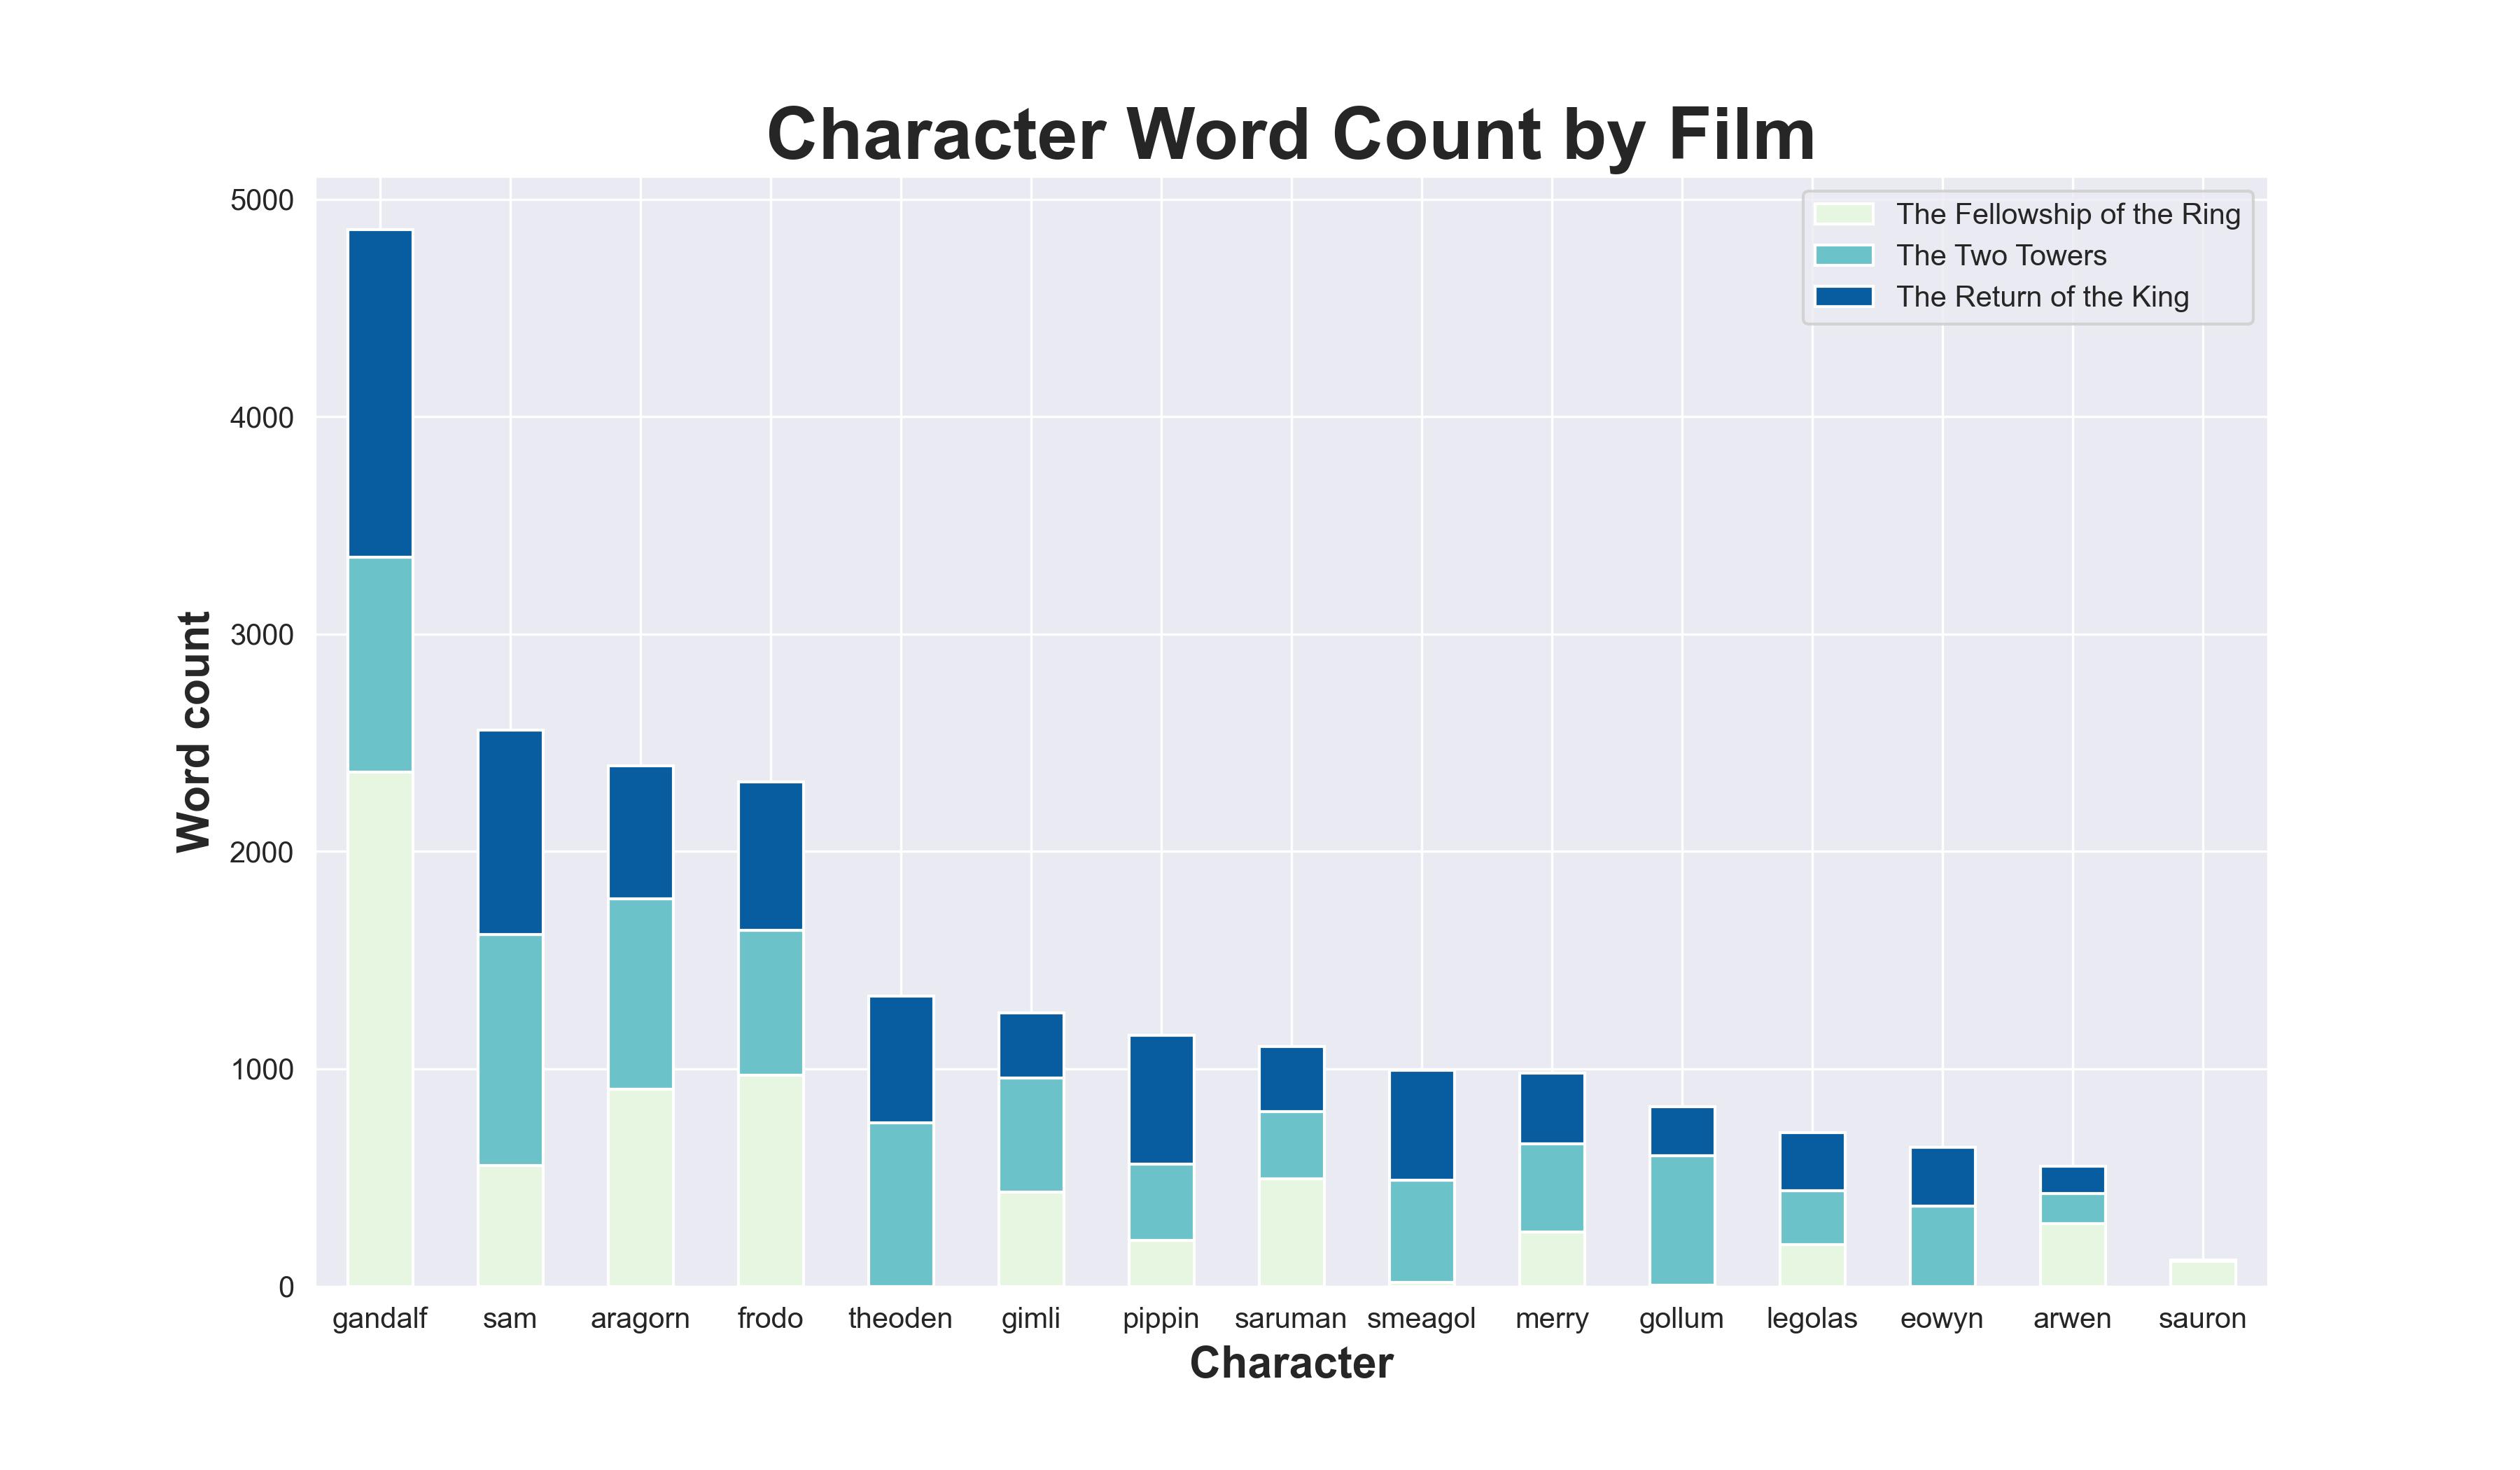 Character Word Count by Film
The Fellowship of the Ring
The Two Towers
The Return of the King
5000
4000
3000
2000
1000
0
Word count
gandalf sam aragorn frodo theoden gimli pippin saruman smeagol merry gollum legolas eowyn arwen sauron
Character